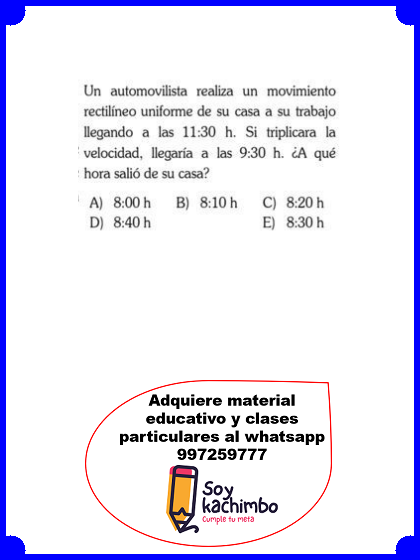 Un automovilista realiza un movimiento
rectilíneo uniforme de su casa a su trabajo
llegando a las 11:30 h. Si triplicara la
velocidad, llegaría a las 9:30 h. ¿A qué
hora salió de su casa?
A) 8:00 h B) 8:10 h C) 8:20 h
D) 8:40 h E) 8:30 h
Adquiere material
educativo y clases
particulares al whatsapp
997259777
Soy
kachimbo
Cumple tu meta